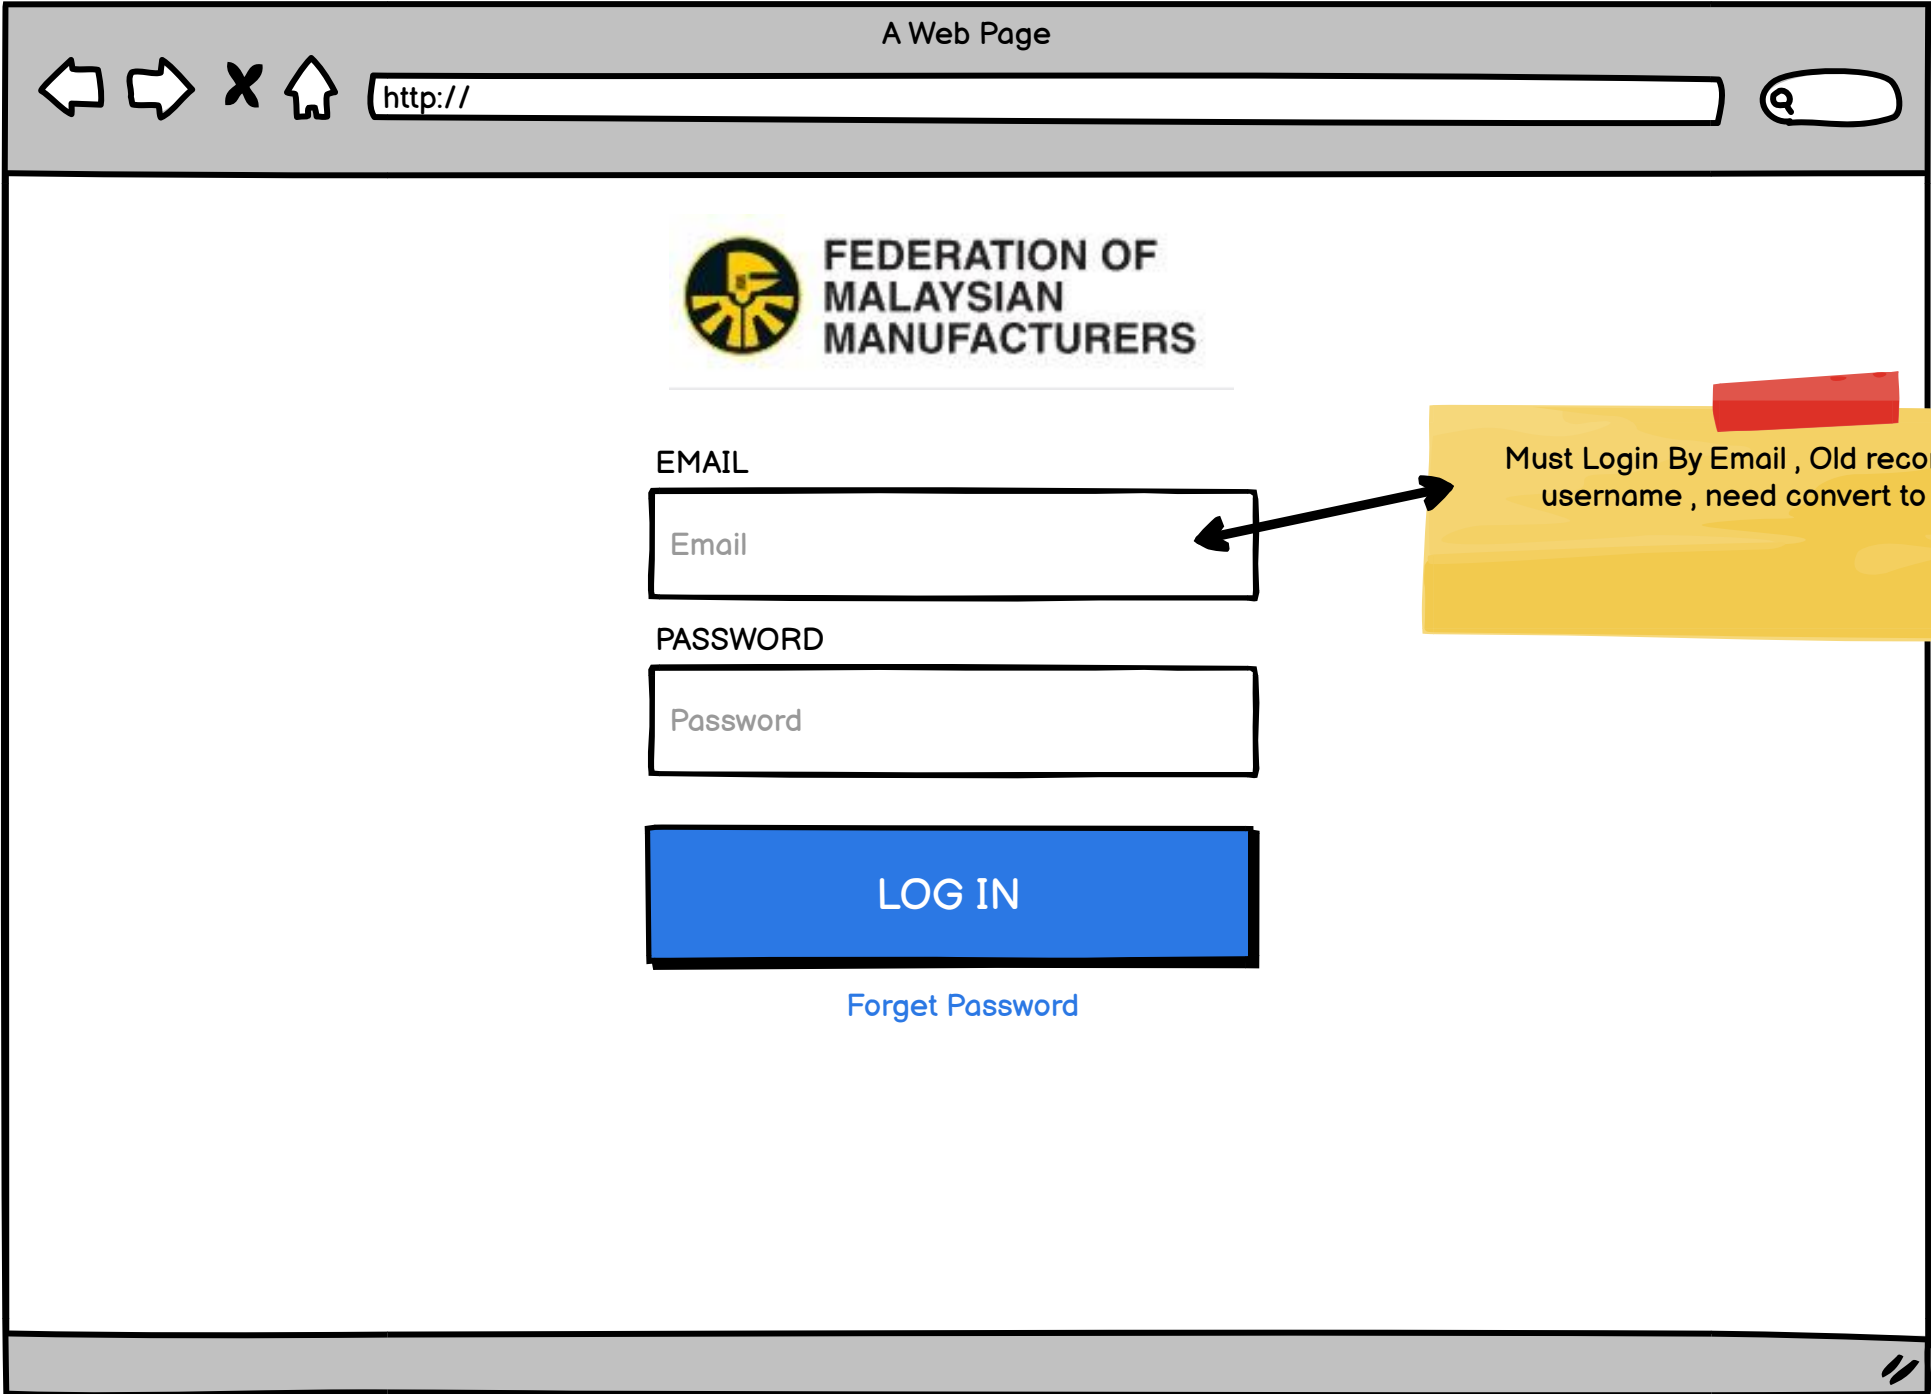 A Web Page
http://
FEDERATION OF
MALAYSIAN
MANUFACTURERS
EMAIL
Email
Must Login By Email , Old
username , need convert to
PASSWORD
Password
LOG IN
Forget Password